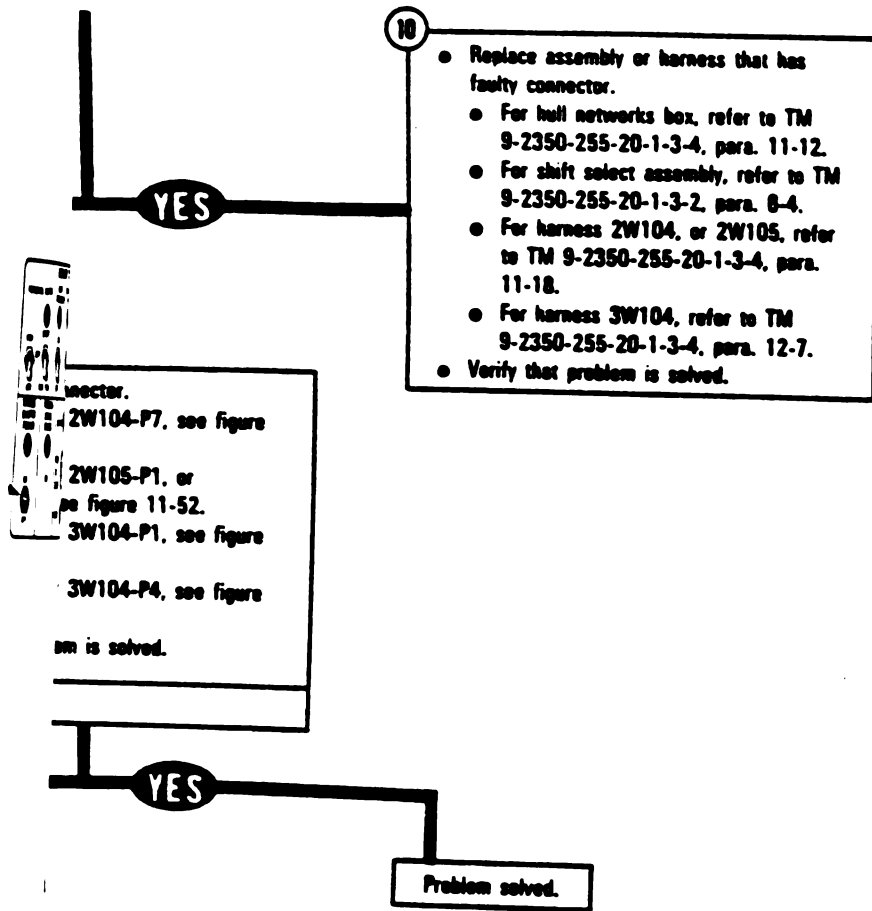 10
● Replace assembly or harness that has
faulty connector.
● For hull networks box, refer to TM
9-2350-255-20-1-3-4, para. 11-12.
● For shift select assembly, refer to TM
9-2350-255-20-1-3-2, para. 8-4.
● For harness 2W104, or 2W105, refer
to TM 9-2350-255-20-1-3-4, para.
11-18.
● For harness 3W104, refer to TM
9-2350-255-20-1-3-4, para. 12-7.
● Verify that problem is solved.
YES
nnector.
2W104-P7, see figure
2W105-P1, or
figure 11-52.
3W104-P1, see figure
3W104-P4, see figure
is solved.
YES
Problem solved.